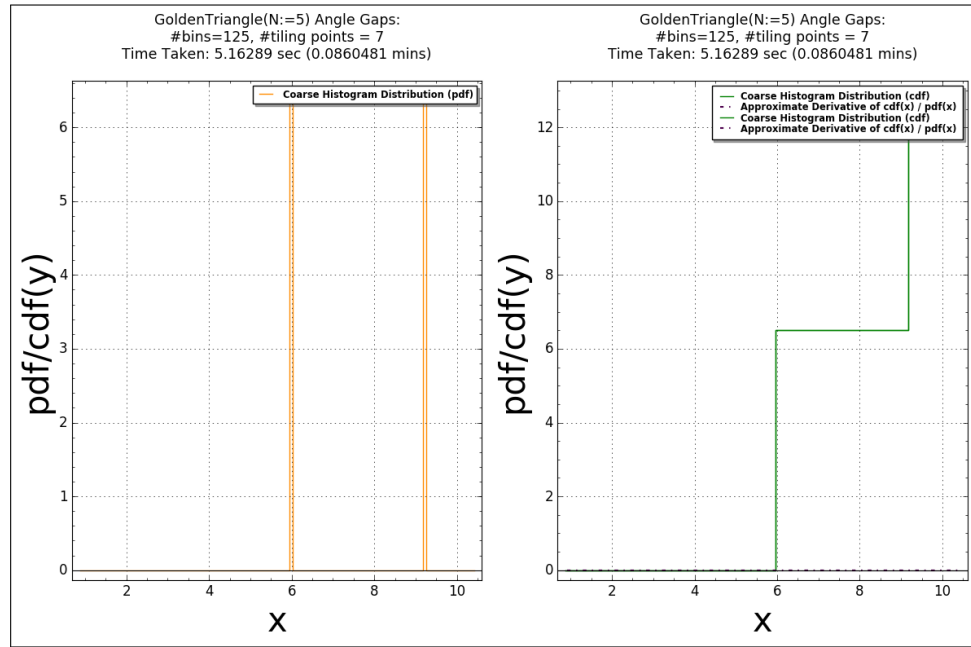 GoldenTriangle(N:=5) Angle Gaps:
#bins=125, #tiling points = 7
Time Taken: 5.16289 sec (0.0860481 mins)
Coarse Histogram Distribution (pdf)
pdf/cdf(y)
6
5
4
3
2
1
0
2
4
6
8
10
x
GoldenTriangle(N:=5) Angle Gaps:
#bins=125, #tiling points = 7
Time Taken: 5.16289 sec (0.0860481 mins)
Coarse Histogram Distribution (cdf)
Approximate Derivative of cdf(x) / pdf(x)
Coarse Histogram Distribution (cdf)
Approximate Derivative of cdf(x) / pdf(x)
pdf/cdf(y)
12
10
8
6
4
2
0
2
4
6
8
10
x